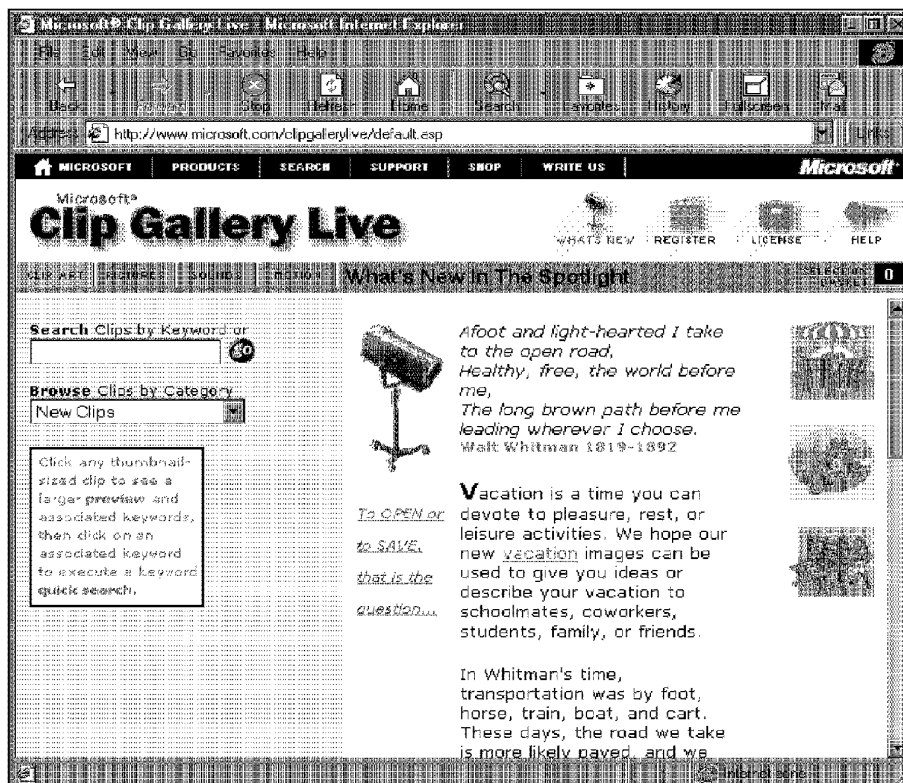 Microsoft® Clip Gallery Live - Microsoft Internet Explorer
File Edit View Go Favorites Help
Back Forward Stop Refresh Home Search Favorites History Fullscreen Mail
Address http://www.microsoft.com/clipgallerylive/default.asp Links
MICROSOFT PRODUCTS SEARCH SUPPORT SHOP WRITE US Microsoft
Microsoft®
Clip Gallery Live
WHAT'S NEW REGISTER LICENSE HELP
CLIP ART PICTURES SOUNDS MOTION What's New In The Spotlight SELECTION BASKET 0
Search Clips by Keyword or
GO
Browse Clips by Category
New Clips
Click any thumbnail-
sized clip to see a
larger preview and
associated keywords,
then click on an
associated keyword
to execute a keyword
quick search.
To OPEN or
to SAVE,
that is the
question...
Afoot and light-hearted I take
to the open road,
Healthy, free, the world before
me,
The long brown path before me
leading wherever I choose.
Walt Whitman 1819-1892
Vacation is a time you can
devote to pleasure, rest, or
leisure activities. We hope our
new vacation images can be
used to give you ideas or
describe your vacation to
schoolmates, coworkers,
students, family, or friends.
In Whitman's time,
transportation was by foot,
horse, train, boat, and cart.
These days, the road we take
is more likely paved, and we
Internet zone